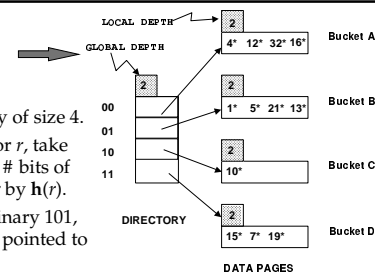 LOCAL DEPTH
GLOBAL DEPTH
2
4* 12* 32* 16*
Bucket A
2
00
01
10
11
2
1* 5* 21* 13*
Bucket B
y of size 4.
or r, take
# bits of
r by h(r).
inary 101,
pointed to
10*
Bucket C
DIRECTORY
2
15* 7* 19*
Bucket D
DATA PAGES
2